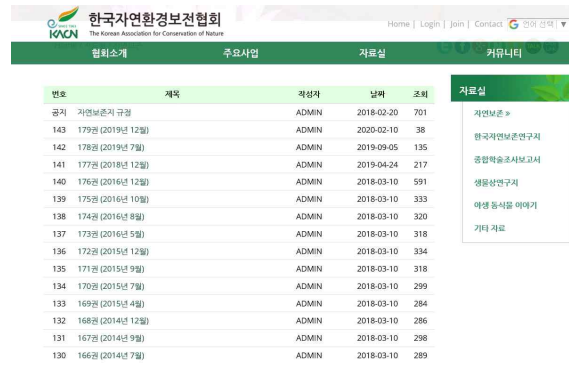 KACN
한국자연환경보전협회
The Korean Association for Conservation of Nature
Home | Login | Join | Contact G 언어 선택 ▼
협회소개 주요사업 자료실 커뮤니티
번호 제목 작성자 날짜 조회
공지 자연보존지 규정 ADMIN 2018-02-20 701
143 179권 (2019년 12월) ADMIN 2020-02-10 38
142 178권 (2019년 7월) ADMIN 2019-09-05 135
141 177권 (2018년 12월) ADMIN 2019-04-24 217
140 176권 (2016년 12월) ADMIN 2018-03-10 591
139 175권 (2016년 10월) ADMIN 2018-03-10 333
138 174권 (2016년 8월) ADMIN 2018-03-10 320
137 173권 (2016년 5월) ADMIN 2018-03-10 318
136 172권 (2015년 12월) ADMIN 2018-03-10 334
135 171권 (2015년 9월) ADMIN 2018-03-10 318
134 170권 (2015년 7월) ADMIN 2018-03-10 299
133 169권 (2015년 4월) ADMIN 2018-03-10 284
132 168권 (2014년 12월) ADMIN 2018-03-10 286
131 167권 (2014년 9월) ADMIN 2018-03-10 298
130 166권 (2014년 7월) ADMIN 2018-03-10 289
자료실
자연보존 »
한국자연보존연구지
종합학술조사보고서
생물상연구지
야생 동식물 이야기
기타 자료